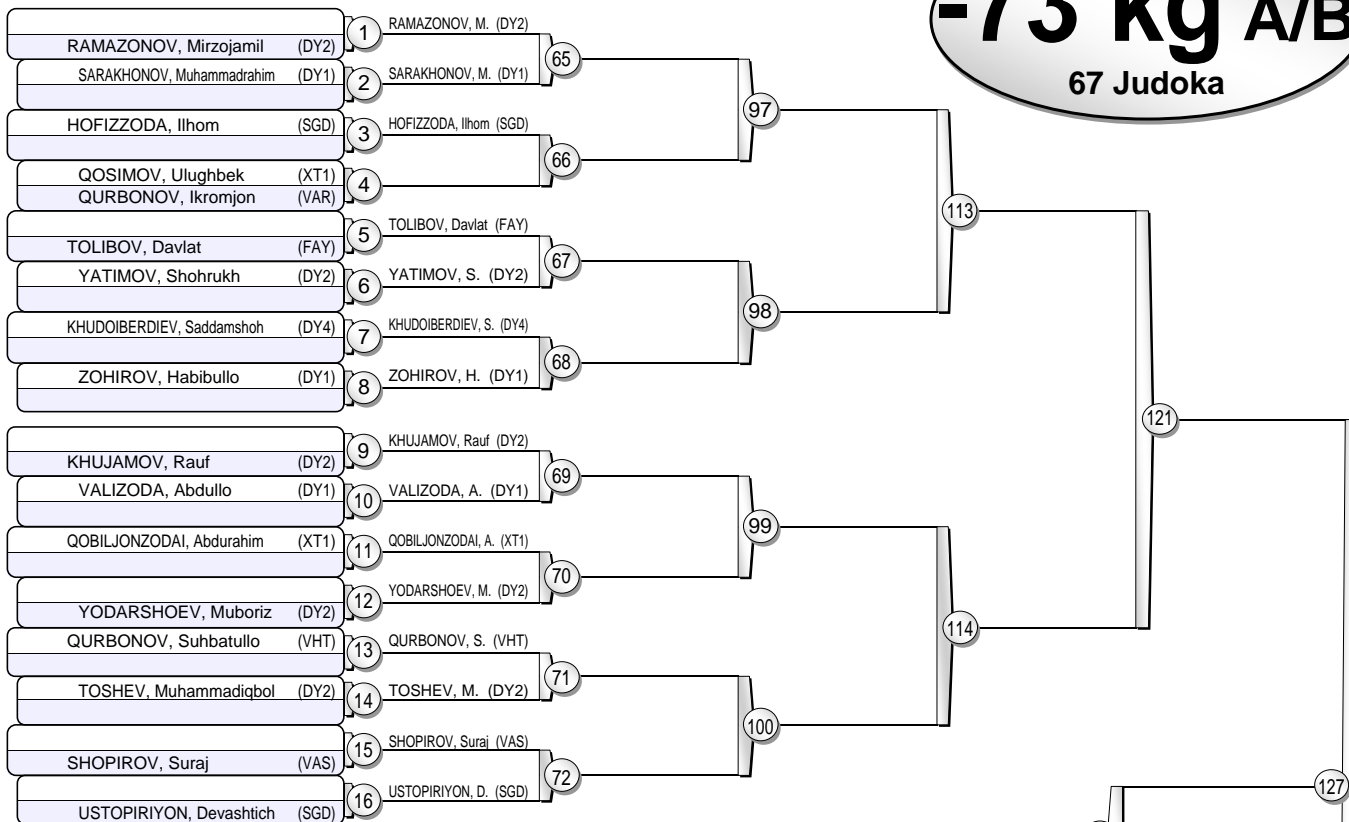 -73 kg A/B
67 Judoka
RAMAZONOV, Mirzojamil (DY2)
1
RAMAZONOV, M. (DY2)
65
SARAKHONOV, Muhammadrahim (DY1)
2
SARAKHONOV, M. (DY1)
97
HOFIZZODA, Ilhom (SGD)
3
HOFIZZODA, Ilhom (SGD)
66
QOSIMOV, Ulughbek (XT1)
QURBONOV, Ikromjon (VAR)
4
113
TOLIBOV, Davlat (FAY)
5
TOLIBOV, Davlat (FAY)
67
YATIMOV, Shohrukh (DY2)
6
YATIMOV, S. (DY2)
98
KHUDOIBERDIEV, Saddamshoh (DY4)
7
KHUDOIBERDIEV, S. (DY4)
68
ZOHIROV, Habibullo (DY1)
8
ZOHIROV, H. (DY1)
121
KHUJAMOV, Rauf (DY2)
9
KHUJAMOV, Rauf (DY2)
69
VALIZODA, Abdullo (DY1)
10
VALIZODA, A. (DY1)
99
QOBILJONZODAI, Abdurahim (XT1)
11
QOBILJONZODAI, A. (XT1)
70
YODARSHOEV, Muboriz (DY2)
12
YODARSHOEV, M. (DY2)
114
QURBONOV, Suhbatullo (VHT)
13
QURBONOV, S. (VHT)
71
TOSHEV, Muhammadiqbol (DY2)
14
TOSHEV, M. (DY2)
100
SHOPIROV, Suraj (VAS)
15
SHOPIROV, Suraj (VAS)
72
USTOPIRIYON, Devashtich (SGD)
16
USTOPIRIYON, D. (SGD)
127